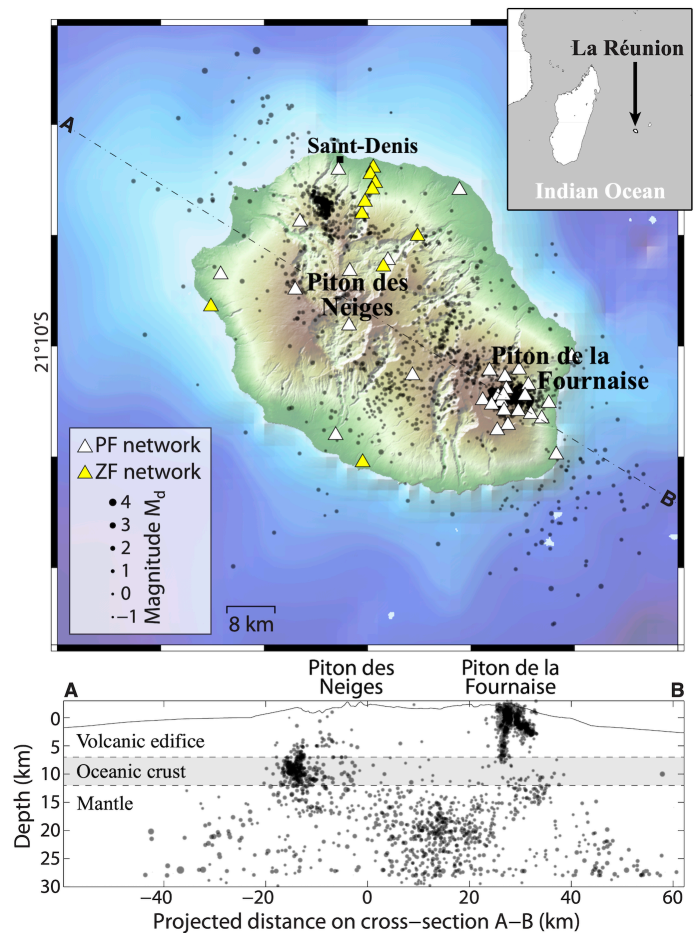 La Réunion
Indian Ocean
A
Saint-Denis
Piton des
Neiges
Piton de la
Fournaise
21°10′S
B
PF network
ZF network
4
3
2
1
0
−1
Magnitude Md
8 km
Piton des
Neiges
Piton de la
Fournaise
A
B
0
5
10
15
20
25
30
Depth (km)
Volcanic edifice
Oceanic crust
Mantle
−40 −20 0 20 40 60
Projected distance on cross−section A−B (km)